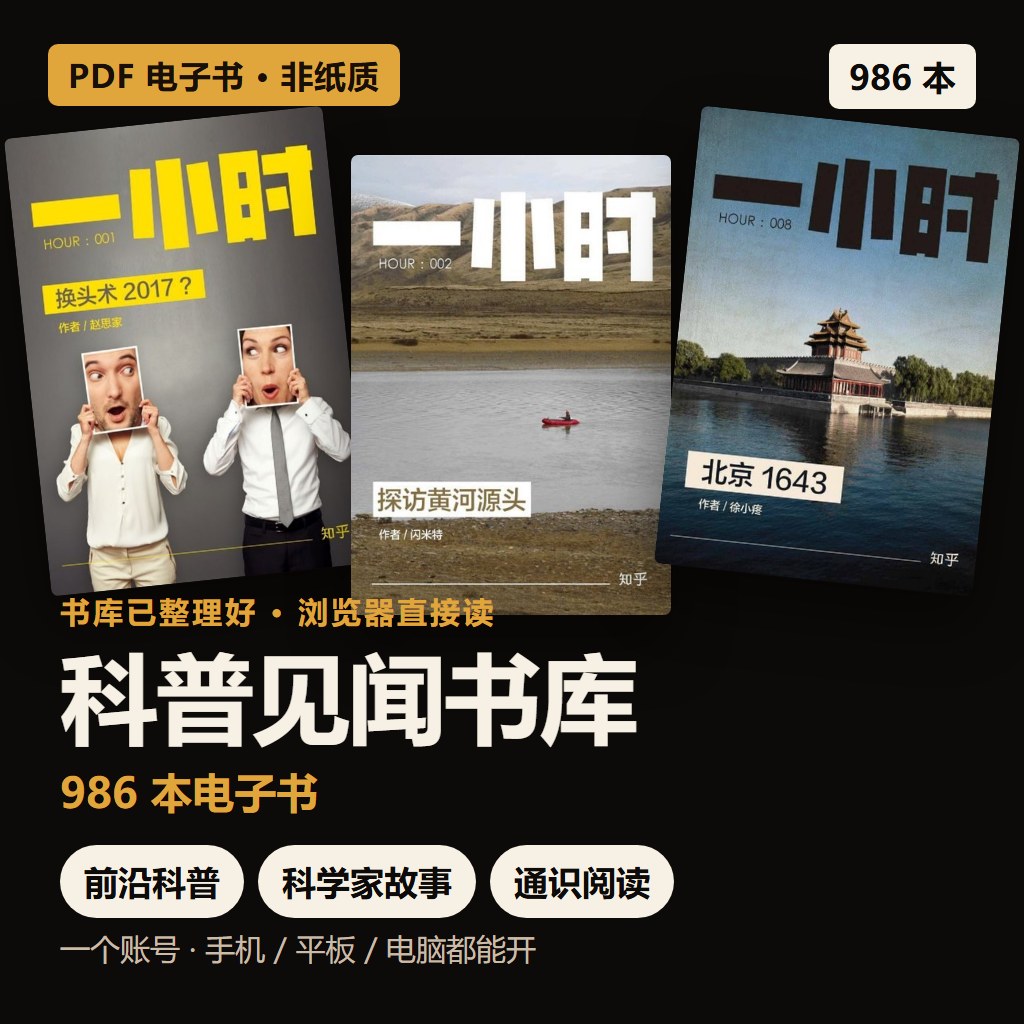 PDF 电子书 · 非纸质
986 本
一小时
HOUR : 001
换头术 2017 ?
作者 / 赵思家
知乎
一小时
HOUR : 002
探访黄河源头
作者 / 闪米特
知乎
一小时
HOUR : 008
北京 1643
作者 / 徐小疼
知乎
书库已整理好 · 浏览器直接读
科普见闻书库
986 本电子书
前沿科普
科学家故事
通识阅读
一个账号 · 手机 / 平板 / 电脑都能开